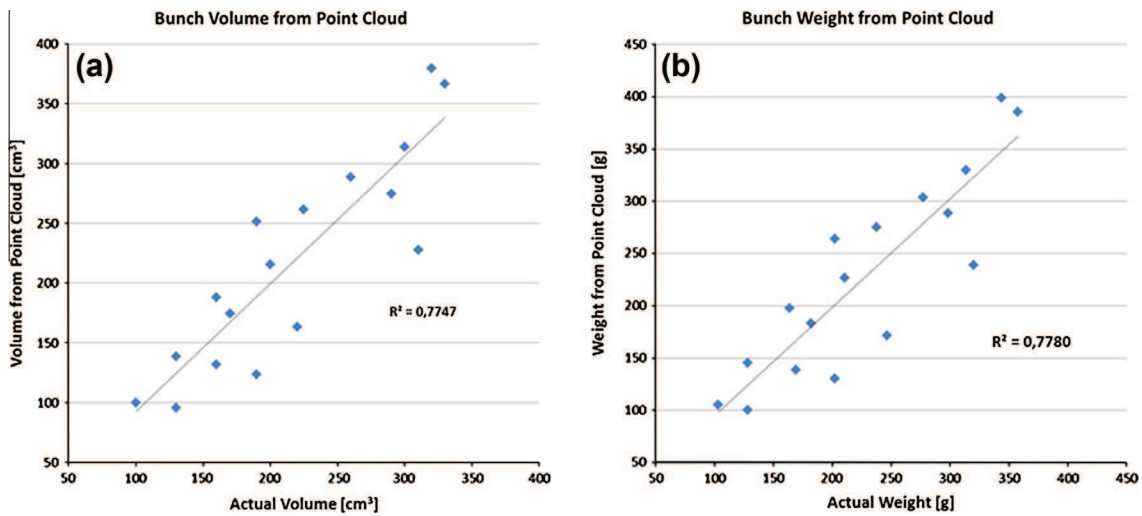 Bunch Volume from Point Cloud
(a)
Volume from Point Cloud [cm³]
400
350
300
250
200
150
100
50
R² = 0,7747
50 100 150 200 250 300 350 400
Actual Volume [cm³]
Bunch Weight from Point Cloud
(b)
Weight from Point Cloud [g]
450
400
350
300
250
200
150
100
50
R² = 0,7780
50 100 150 200 250 300 350 400 450
Actual Weight [g]